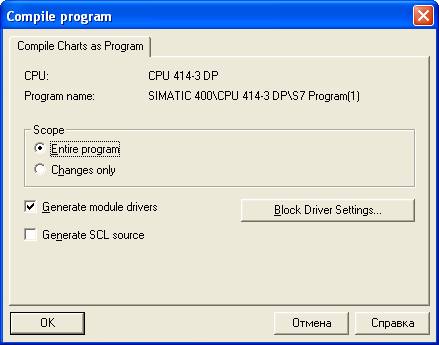 Compile program
Compile Charts as Program
CPU: CPU 414-3 DP
Program name: SIMATIC 400\CPU 414-3 DP\S7 Program(1)
Scope
Entire program
Changes only
Generate module drivers Block Driver Settings...
Generate SCL source
OK Отмена Справка